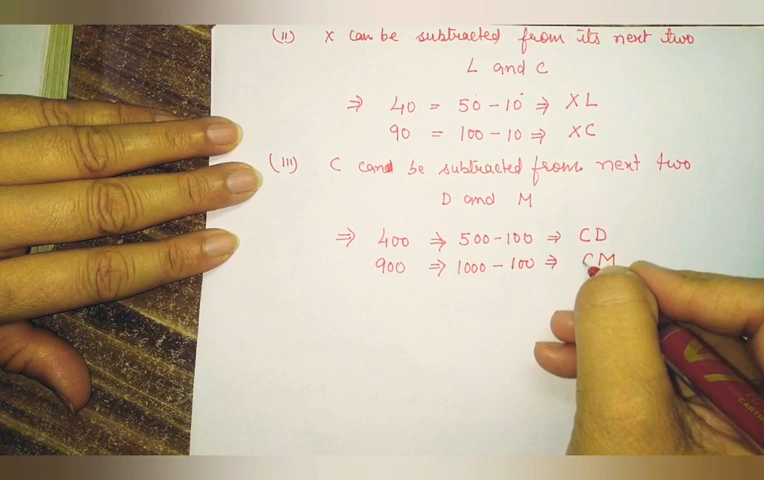 (II) X can be subtracted from its next two
L and C
⇒ 40 = 50 - 10 ⇒ XL
90 = 100 - 10 ⇒ XC
(III) C can be subtracted from next two
D and M
⇒ 400 ⇒ 500 - 100 ⇒ CD
900 ⇒ 1000 - 100 ⇒ CM